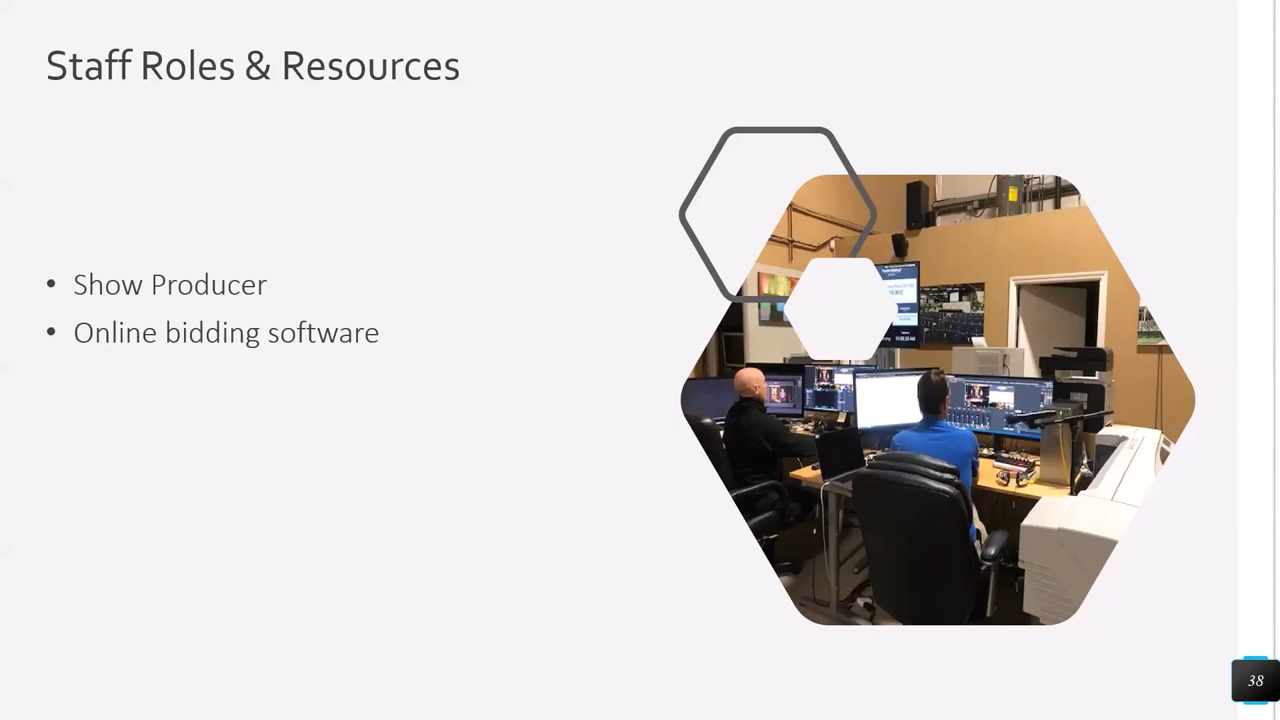 Staff Roles & Resources
• Show Producer
• Online bidding software
38